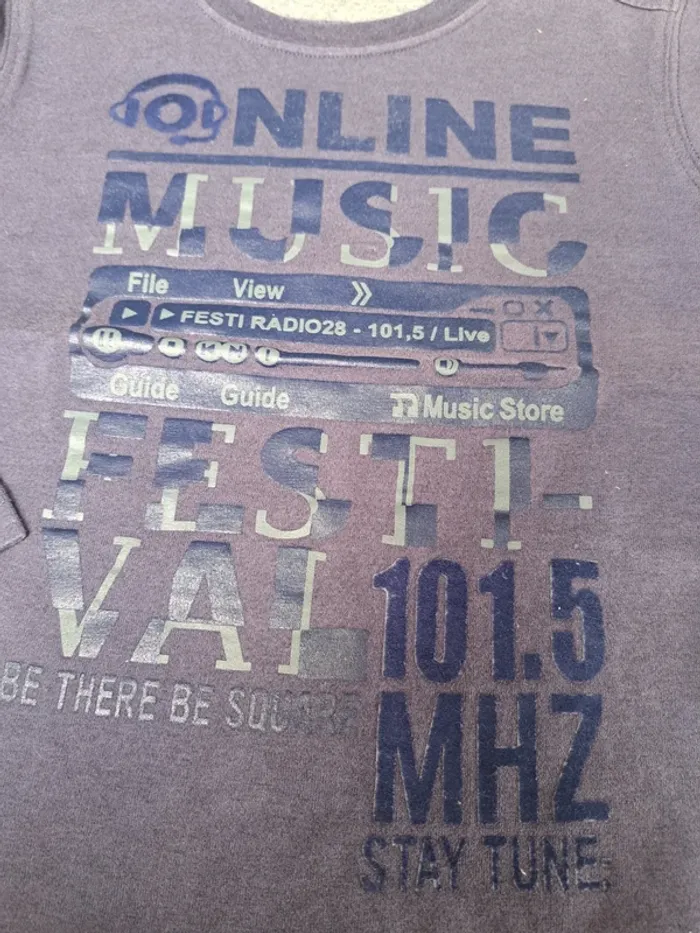 ONLINE
MUSIC
File View »
FESTI RADIO28 - 101,5 / Live
Guide Guide Music Store
FESTI-
VAL
101.5
MHZ
BE THERE BE SQUARE
STAY TUNE.